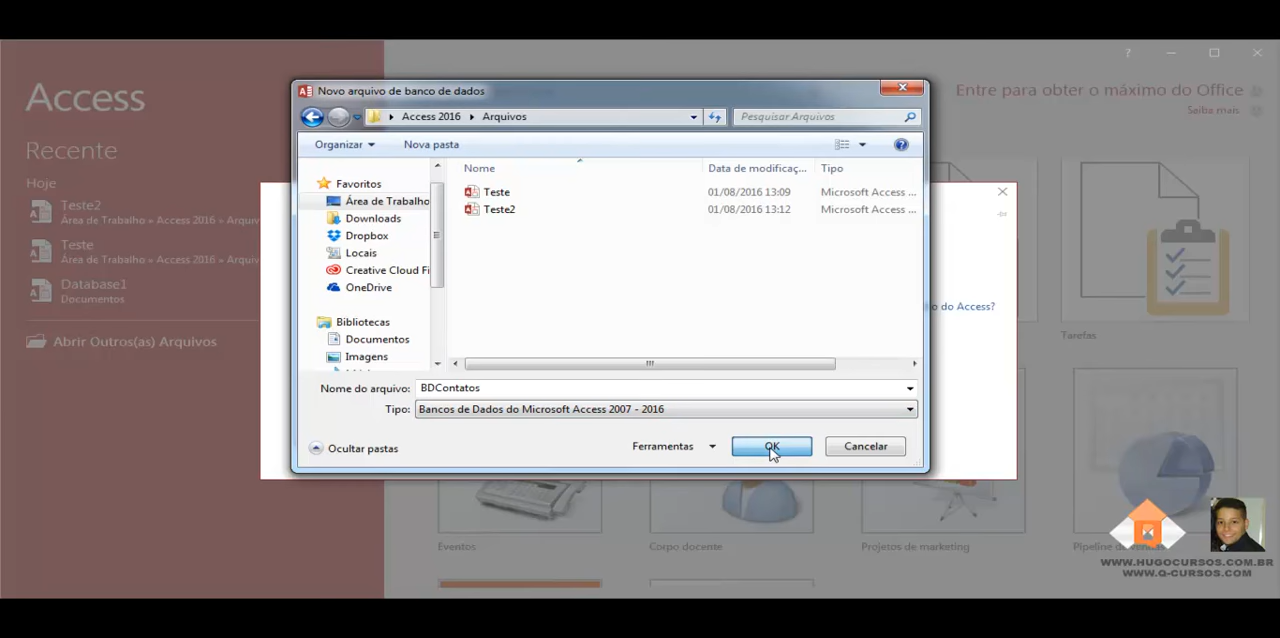 Access
Recente
Hoje
Teste2
Área de Trabalho » Access 2016 » Arquiv
Teste
Área de Trabalho » Access 2016 » Arquiv
Database1
Documentos
Abrir Outros(as) Arquivos
?
Entre para obter o máximo do Office
Saiba mais
Novo arquivo de banco de dados
Access 2016 Arquivos
Pesquisar Arquivos
Organizar Nova pasta
Nome Data de modificaç... Tipo
Favoritos
Área de Trabalho
Downloads
Dropbox
Locais
Creative Cloud Fi
OneDrive
Bibliotecas
Documentos
Imagens
Teste 01/08/2016 13:09 Microsoft Access ...
Teste2 01/08/2016 13:12 Microsoft Access ...
Nome do arquivo: BDContatos
Tipo: Bancos de Dados do Microsoft Access 2007 - 2016
Ocultar pastas Ferramentas OK Cancelar
do Access?
Tarefas
Eventos
Corpo docente
Projetos de marketing
Pipeline de
WWW.HUGOCURSOS.COM.BR
WWW.Q-CURSOS.COM